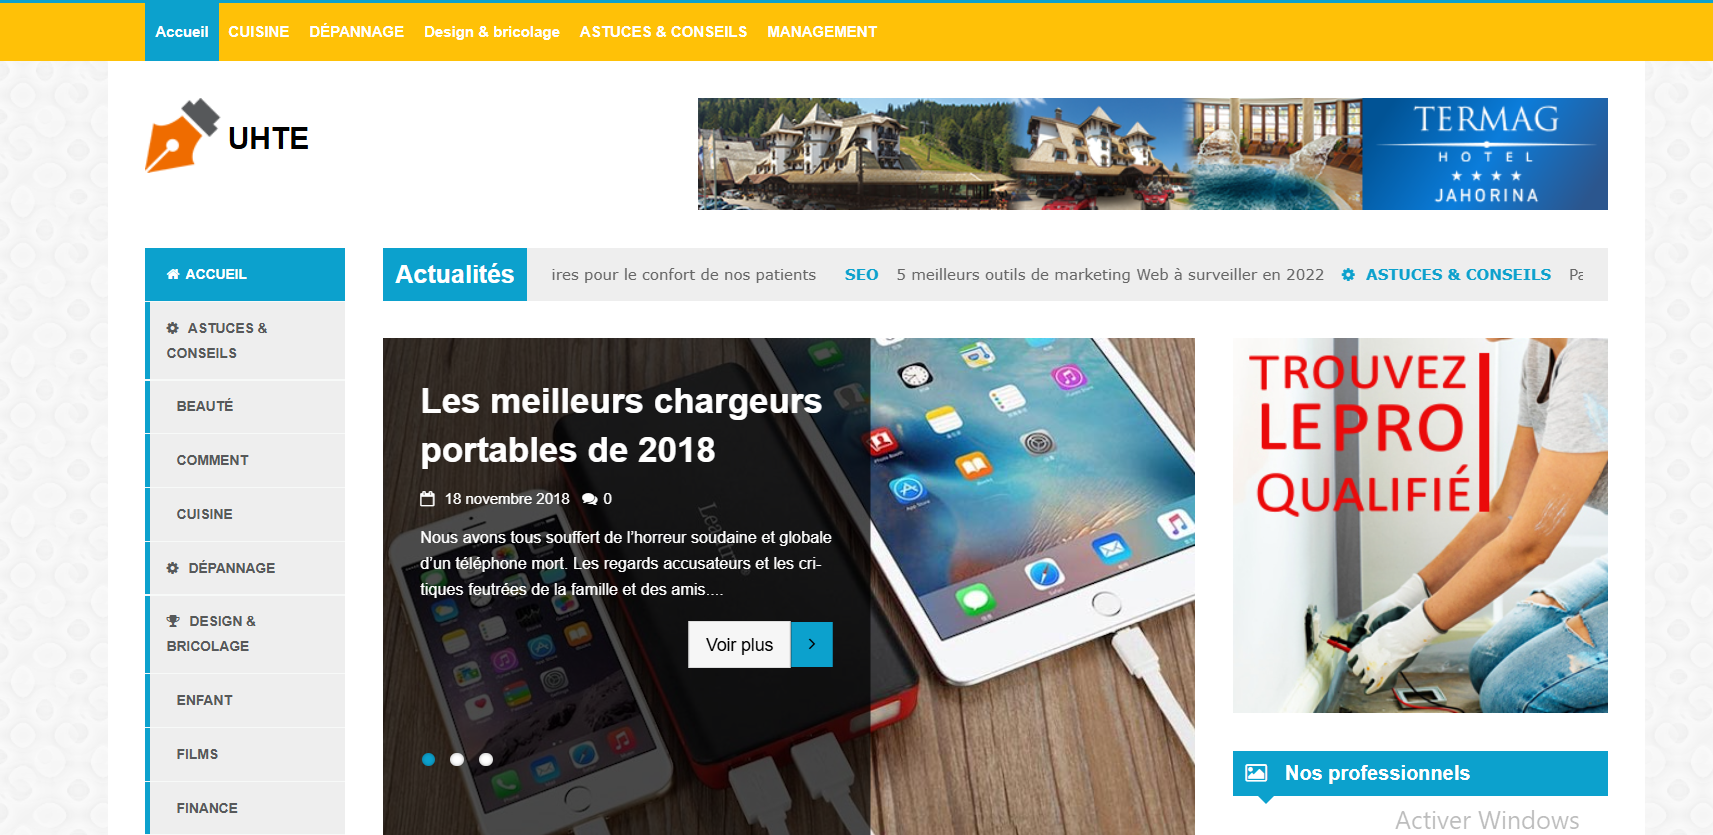 Accueil CUISINE DÉPANNAGE Design & bricolage ASTUCES & CONSEILS MANAGEMENT
UHTE
TERMAG
HOTEL
JAHORINA
ACCUEIL
ASTUCES &
CONSEILS
BEAUTÉ
COMMENT
CUISINE
DÉPANNAGE
DESIGN &
BRICOLAGE
ENFANT
FILMS
FINANCE
Actualités ires pour le confort de nos patients SEO 5 meilleurs outils de marketing Web à surveiller en 2022 ASTUCES & CONSEILS Pa
Les meilleurs chargeurs
portables de 2018
18 novembre 2018 0
Nous avons tous souffert de l’horreur soudaine et globale
d’un téléphone mort. Les regards accusateurs et les cri-
tiques feutrées de la famille et des amis....
Voir plus
TROUVEZ
LE PRO
QUALIFIÉ
Nos professionnels
Activer Windows